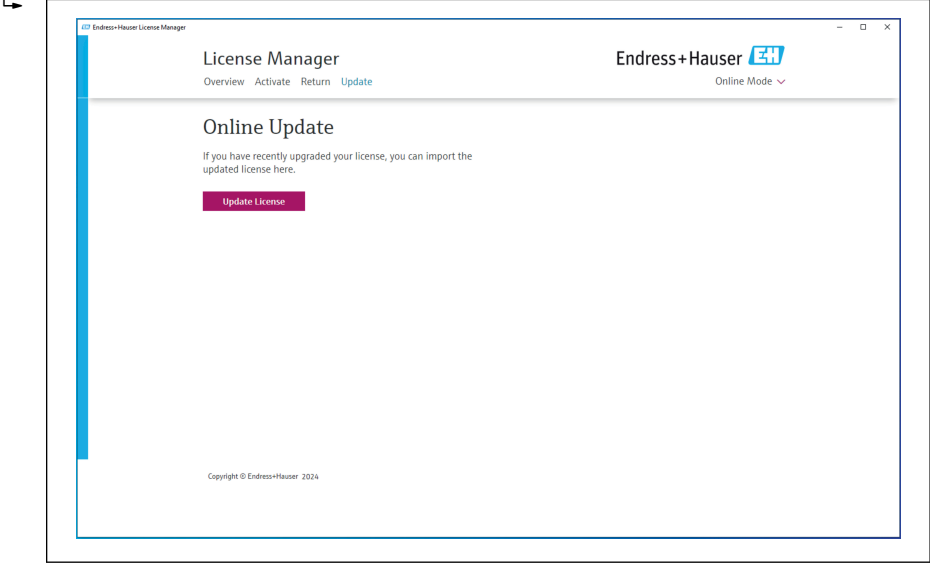 Endress+Hauser License Manager
License Manager
Endress+Hauser EH
Overview Activate Return Update
Online Mode
Online Update
If you have recently upgraded your license, you can import the
updated license here.
Update License
Copyright © Endress+Hauser 2024